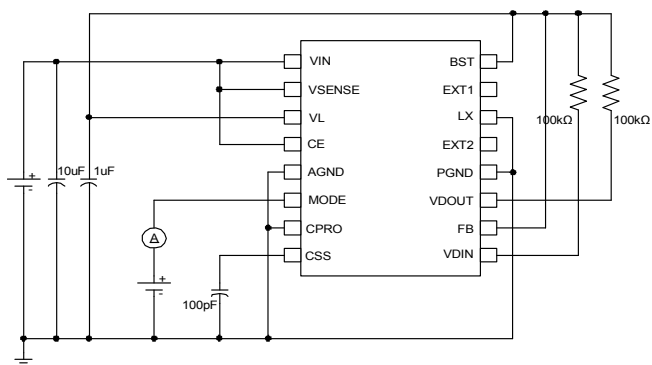 VIN
VSENSE
VL
CE
AGND
MODE
CPRO
CSS
BST
EXT1
LX
EXT2
PGND
VDOUT
FB
VDIN
+
-
10uF
1uF
A
+
-
100pF
100kΩ
100kΩ